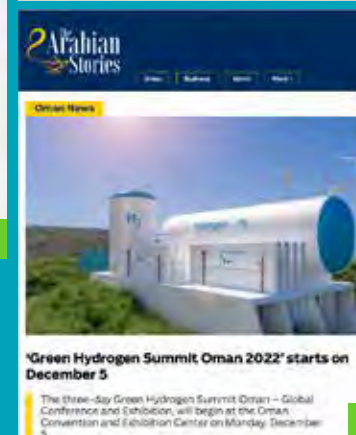 The
Arabian
Stories
Oman News
H2
'Green Hydrogen Summit Oman 2022' starts on
December 5
The three-day Green Hydrogen Summit Oman – Global
Conference and Exhibition, will begin at the Oman
Convention and Exhibition Center on Monday, December
5